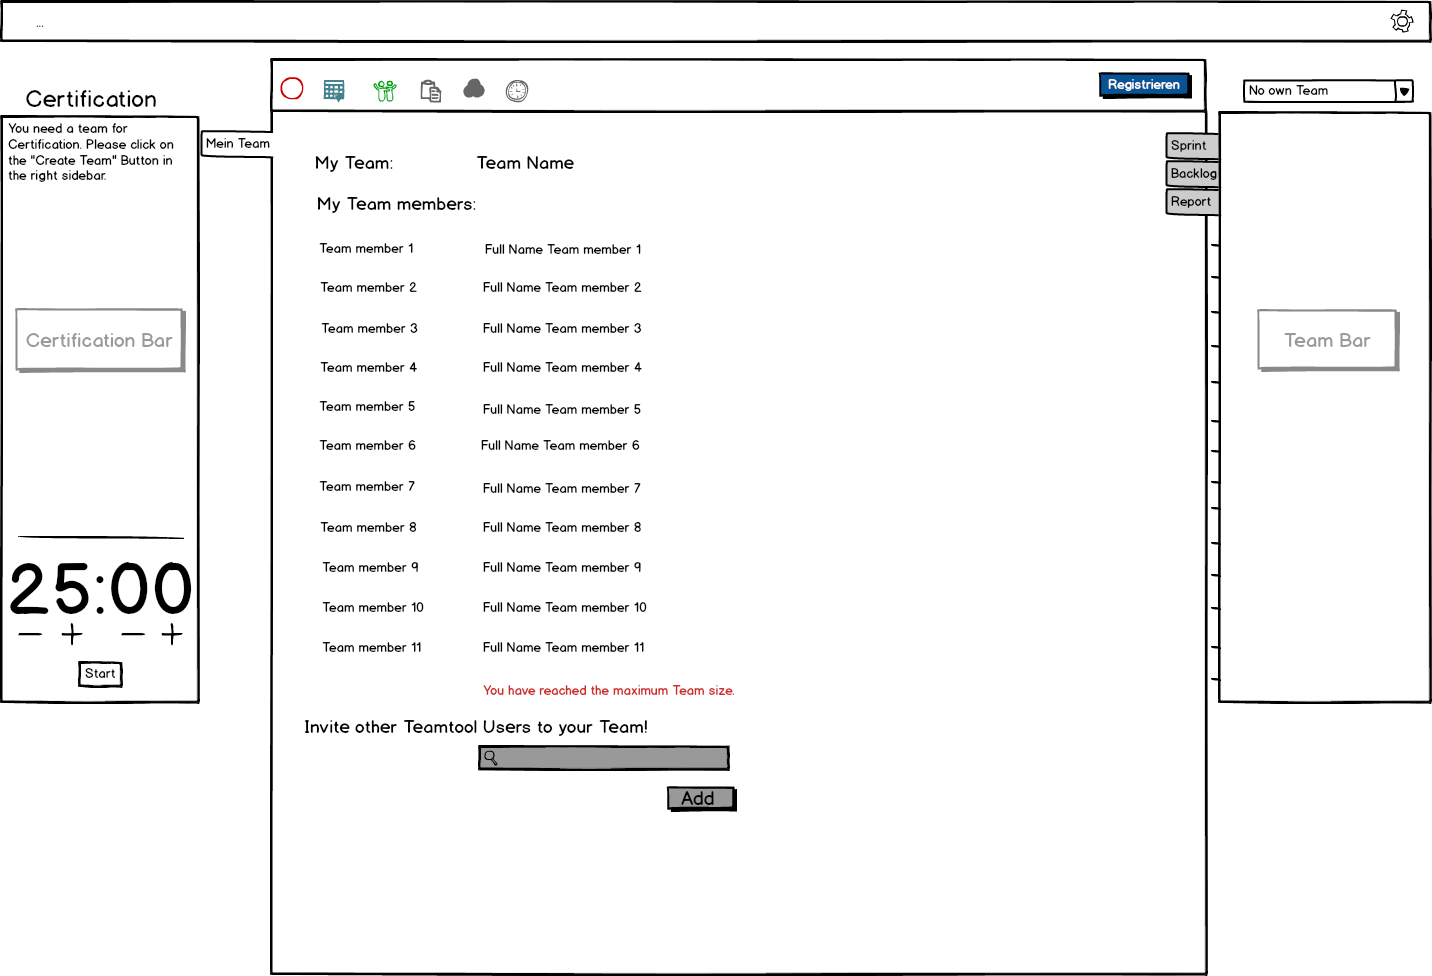 ...
Certification
You need a team for
Certification. Please click on
the "Create Team" Button in
the right sidebar.
Certification Bar
25:00
− + − +
Start
Mein Team
Registrieren
My Team: Team Name
My Team members:
Team member 1 Full Name Team member 1
Team member 2 Full Name Team member 2
Team member 3 Full Name Team member 3
Team member 4 Full Name Team member 4
Team member 5 Full Name Team member 5
Team member 6 Full Name Team member 6
Team member 7 Full Name Team member 7
Team member 8 Full Name Team member 8
Team member 9 Full Name Team member 9
Team member 10 Full Name Team member 10
Team member 11 Full Name Team member 11
You have reached the maximum Team size.
Invite other Teamtool Users to your Team!
Add
Sprint
Backlog
Report
No own Team
Team Bar